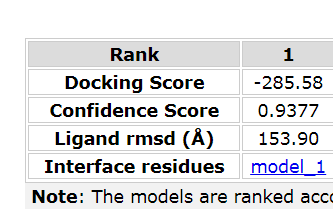 Rank 1
Docking Score -285.58
Confidence Score 0.9377
Ligand rmsd (Å) 153.90
Interface residues model_1
Note: The models are ranked